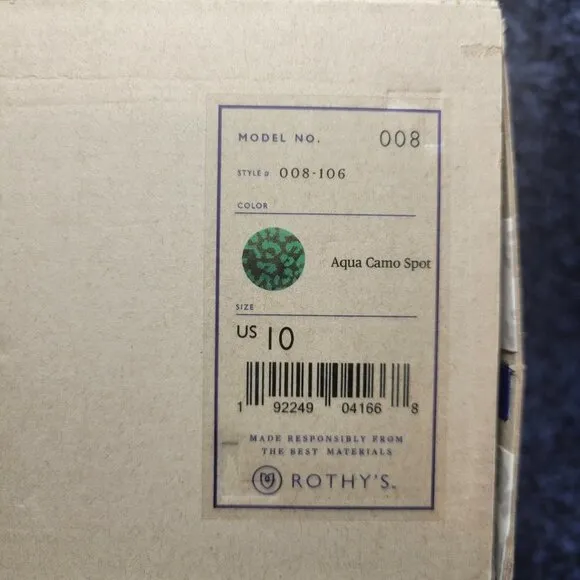 MODEL NO. 008
STYLE# 008-106
COLOR
Aqua Camo Spot
SIZE
US 10
1 92249 04166 8
MADE RESPONSIBLY FROM
THE BEST MATERIALS
ROTHY'S